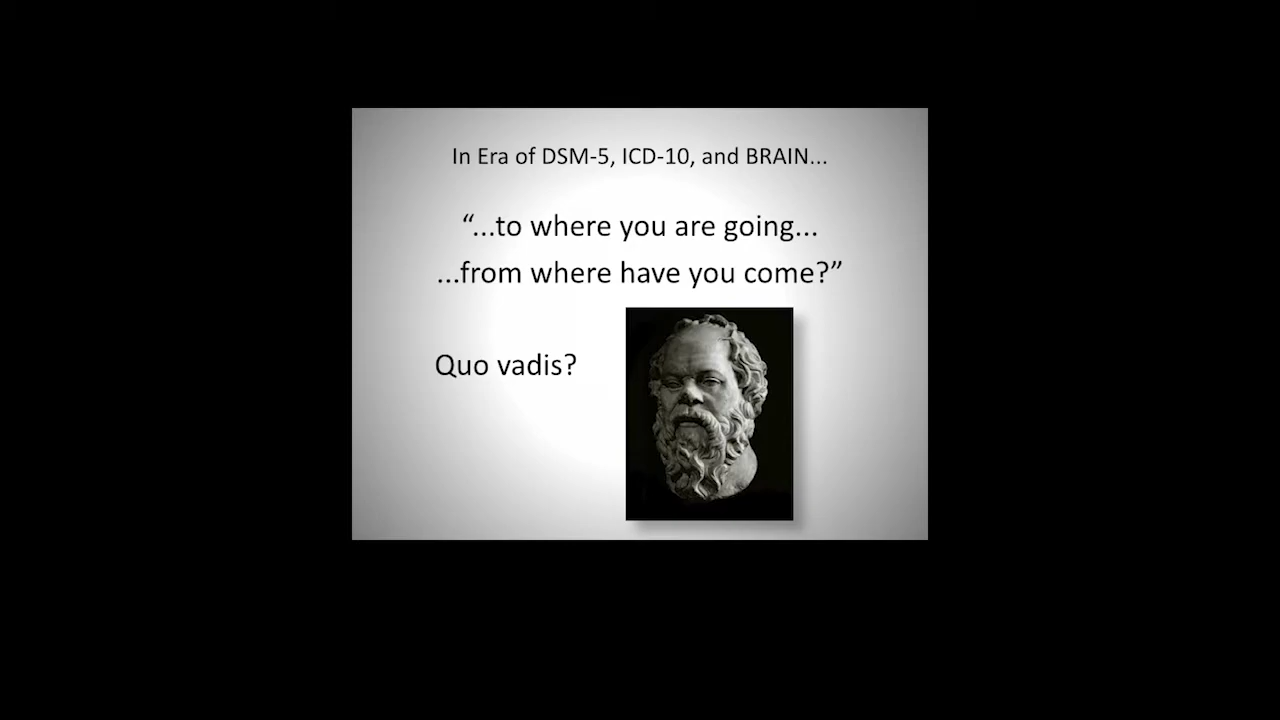 In Era of DSM-5, ICD-10, and BRAIN...
“...to where you are going...
...from where have you come?”
Quo vadis?